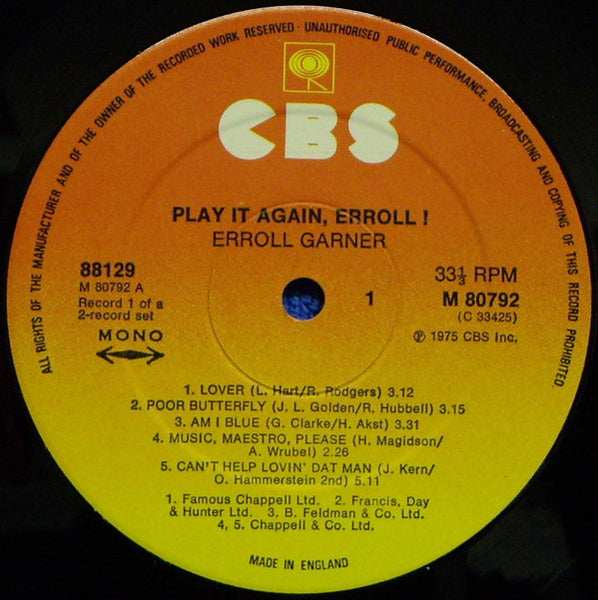 ALL RIGHTS OF THE MANUFACTURER AND OF THE OWNER OF THE RECORDED WORK RESERVED · UNAUTHORISED PUBLIC PERFORMANCE, BROADCASTING AND COPYING OF THIS RECORD PROHIBITED.
CBS
PLAY IT AGAIN, ERROLL !
ERROLL GARNER
88129
M 80792 A
Record 1 of a
2-record set
MONO
1
33⅓ RPM
M 80792
(C 33425)
℗ 1975 CBS Inc.
1. LOVER (L. Hart/R. Rodgers) 3.12
2. POOR BUTTERFLY (J. L. Golden/R. Hubbell) 3.15
3. AM I BLUE (G. Clarke/H. Akst) 3.31
4. MUSIC, MAESTRO, PLEASE (H. Magidson/
A. Wrubel) 2.26
5. CAN'T HELP LOVIN' DAT MAN (J. Kern/
O. Hammerstein 2nd) 5.11
1. Famous Chappell Ltd. 2. Francis, Day
& Hunter Ltd. 3. B. Feldman & Co. Ltd.
4, 5. Chappell & Co. Ltd.
MADE IN ENGLAND